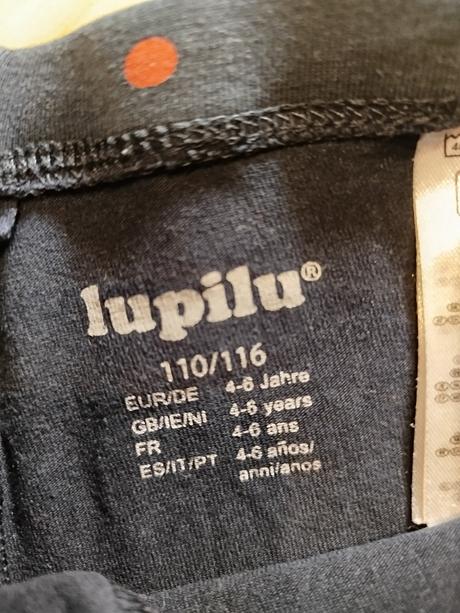 lupilu®
110/116
EUR/DE 4-6 Jahre
GB/IE/NI 4-6 years
FR 4-6 ans
ES/IT/PT 4-6 años/
anni/anos